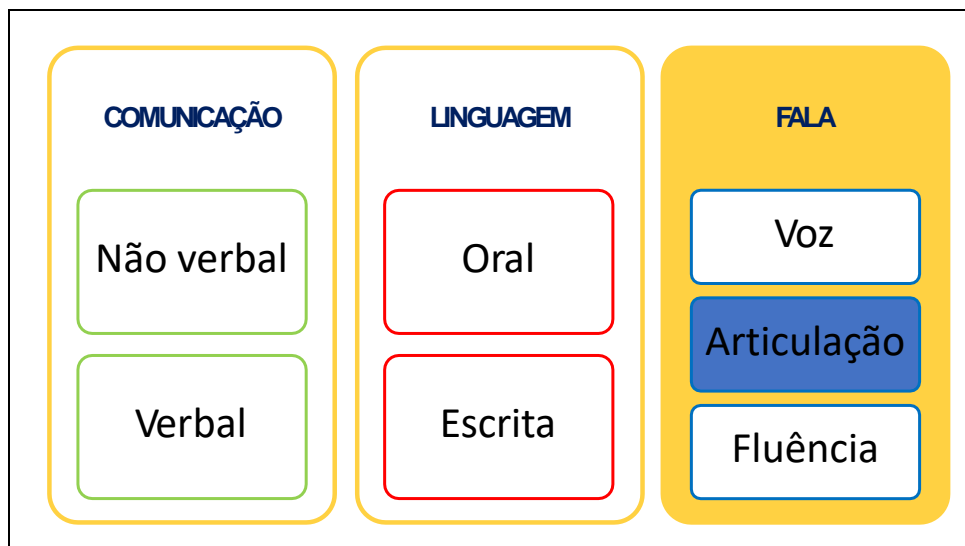 COMUNICAÇÃO
Não verbal
Verbal
LINGUAGEM
Oral
Escrita
FALA
Voz
Articulação
Fluência